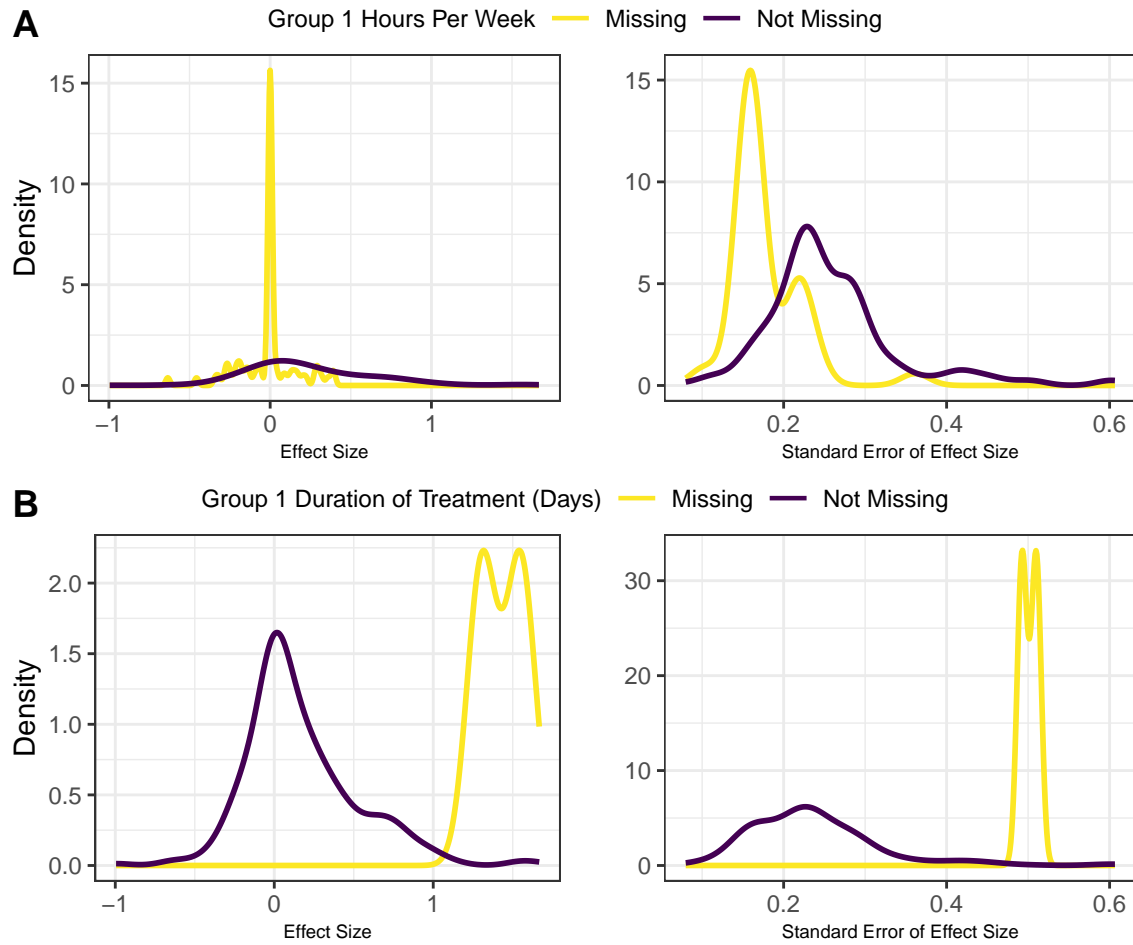 A
Group 1 Hours Per Week Missing Not Missing
15
10
5
0
Density
−1 0 1
Effect Size
15
10
5
0
0.2 0.4 0.6
Standard Error of Effect Size
B
Group 1 Duration of Treatment (Days) Missing Not Missing
2.0
1.5
1.0
0.5
0.0
Density
−1 0 1
Effect Size
30
20
10
0
0.2 0.4 0.6
Standard Error of Effect Size